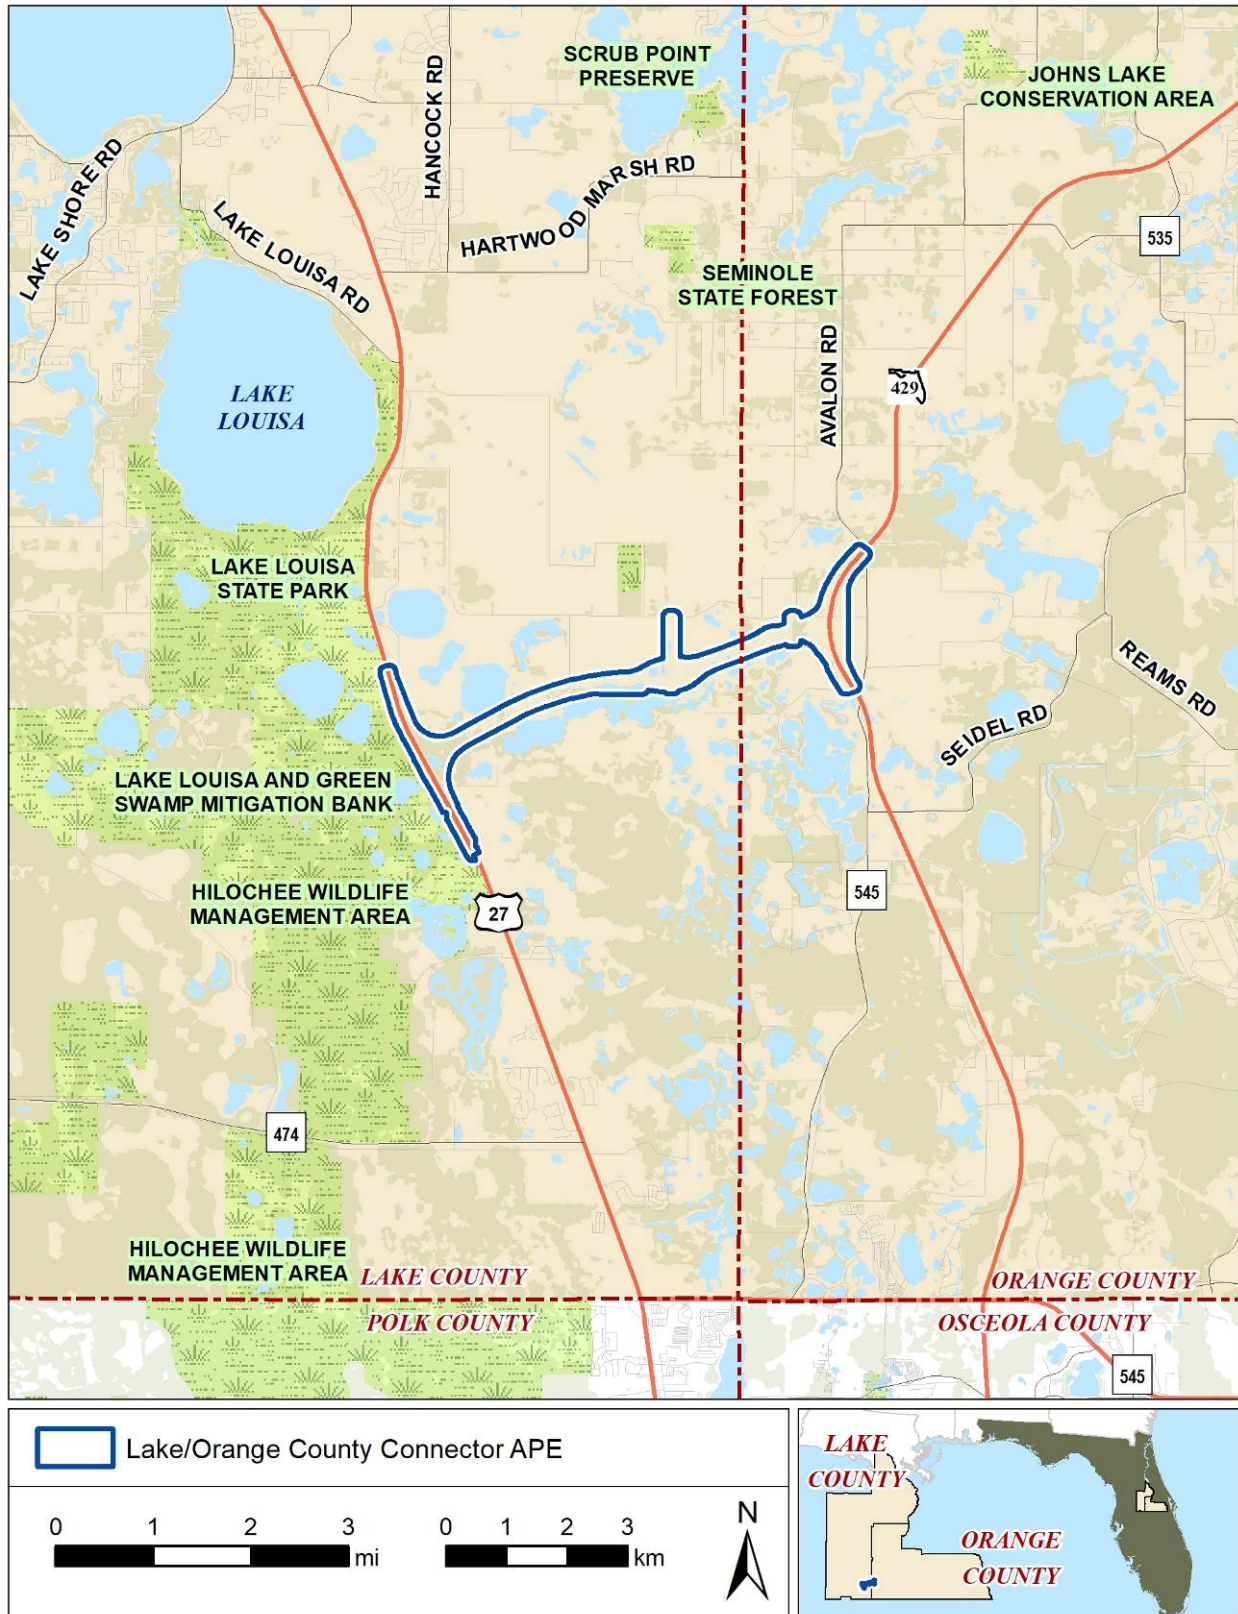 SCRUB POINT
PRESERVE
JOHNS LAKE
CONSERVATION AREA
HANCOCK RD
LAKE SHORE RD
HARTWOOD MARSH RD
LAKE LOUISA RD
535
SEMINOLE
STATE FOREST
AVALON RD
429
LAKE
LOUISA
LAKE LOUISA
STATE PARK
REAMS RD
SEIDEL RD
LAKE LOUISA AND GREEN
SWAMP MITIGATION BANK
HILOCHEE WILDLIFE
MANAGEMENT AREA
27
545
474
HILOCHEE WILDLIFE
MANAGEMENT AREA
LAKE COUNTY
ORANGE COUNTY
POLK COUNTY
OSCEOLA COUNTY
545
Lake/Orange County Connector APE
0 1 2 3
mi
0 1 2 3
km
N
LAKE
COUNTY
ORANGE
COUNTY